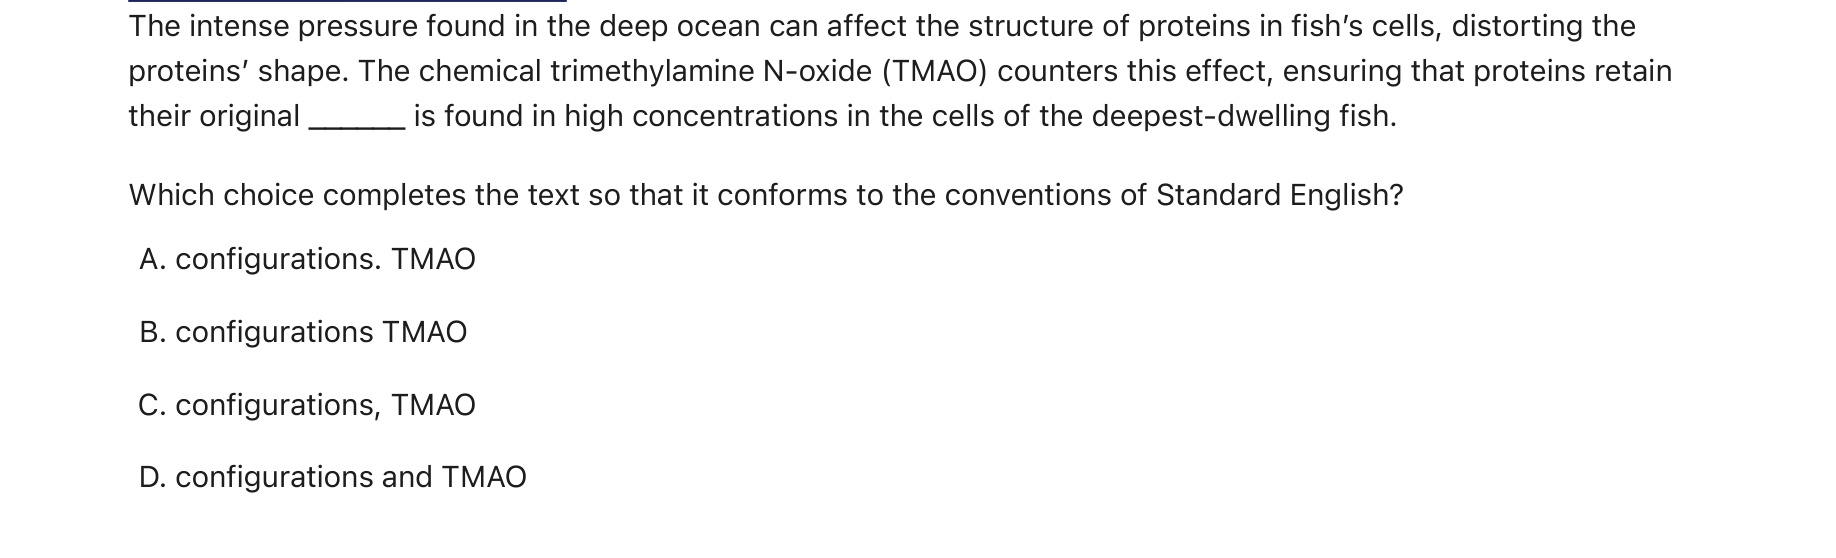 The intense pressure found in the deep ocean can affect the structure of proteins in fish’s cells, distorting the
proteins’ shape. The chemical trimethylamine N-oxide (TMAO) counters this effect, ensuring that proteins retain
their original ______ is found in high concentrations in the cells of the deepest-dwelling fish.
Which choice completes the text so that it conforms to the conventions of Standard English?
A. configurations. TMAO
B. configurations TMAO
C. configurations, TMAO
D. configurations and TMAO